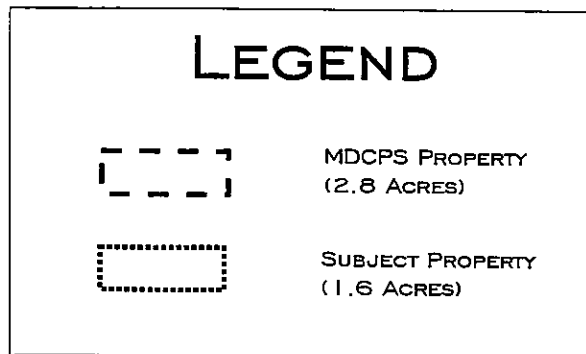 LEGEND
MDCPS PROPERTY
(2.8 ACRES)
SUBJECT PROPERTY
(1.6 ACRES)